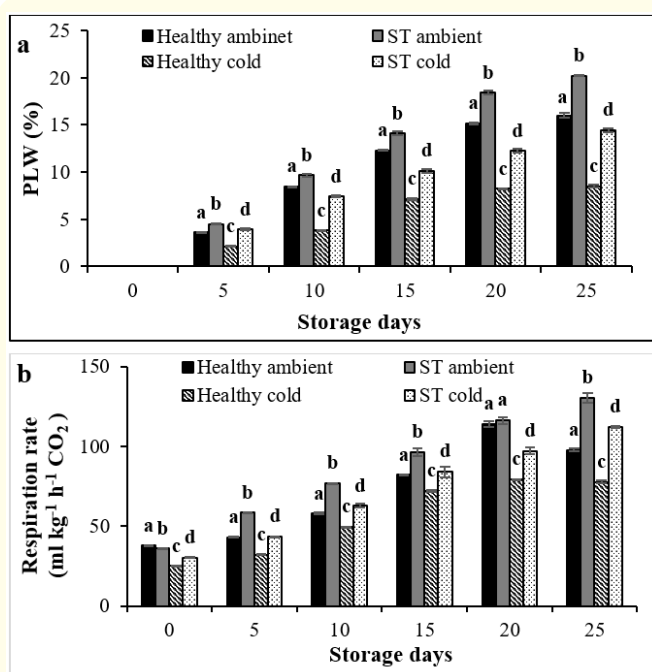 a
Healthy ambinet ST ambient
Healthy cold ST cold
25
20
15
10
5
0
PLW (%)
a b c d
a b c d
a b c d
a b c d
a b c d
0 5 10 15 20 25
Storage days
b
Healthy ambient ST ambient
Healthy cold ST cold
150
100
50
0
Respiration rate
(ml kg⁻¹ h⁻¹ CO₂)
a b c d
a b c d
a b c d
a b c d
a a c d
a b c d
0 5 10 15 20 25
Storage days